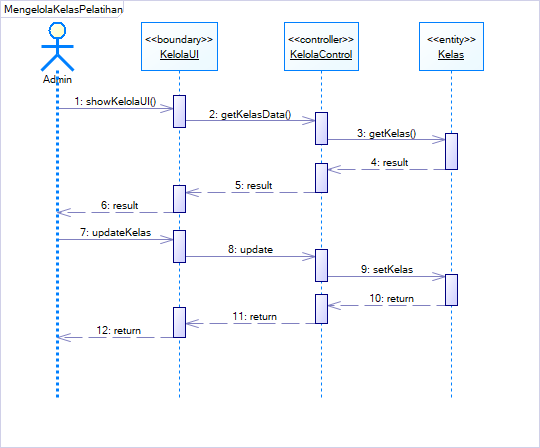 MengelolaKelasPelatihan
<<boundary>>
KelolaUI
<<controller>>
KelolaControl
<<entity>>
Kelas
Admin
1: showKelolaUI()
2: getKelasData()
3: getKelas()
4: result
5: result
6: result
7: updateKelas
8: update
9: setKelas
10: return
11: return
12: return